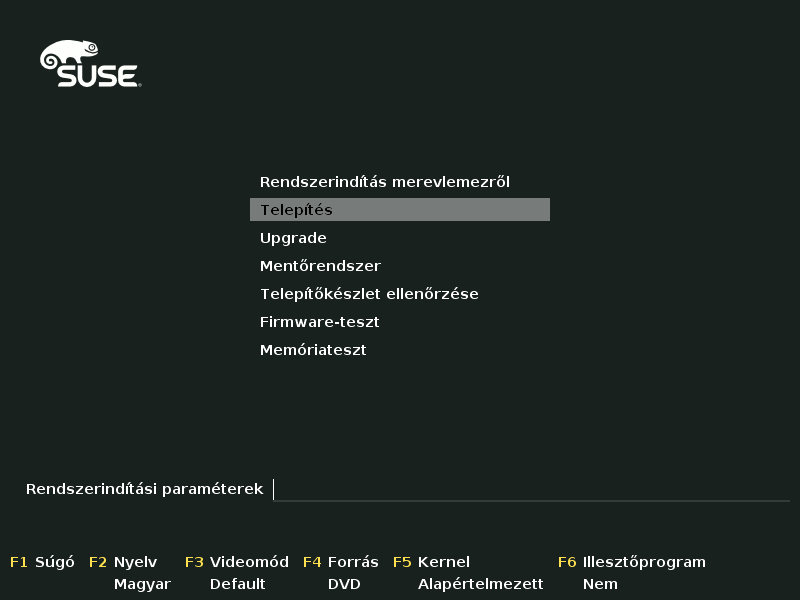 SUSE
Rendszerindítás merevlemezről
Telepítés
Upgrade
Mentőrendszer
Telepítőkészlet ellenőrzése
Firmware-teszt
Memóriateszt
Rendszerindítási paraméterek
F1 Súgó F2 Nyelv F3 Videomód F4 Forrás F5 Kernel F6 Illesztőprogram
Magyar Default DVD Alapértelmezett Nem